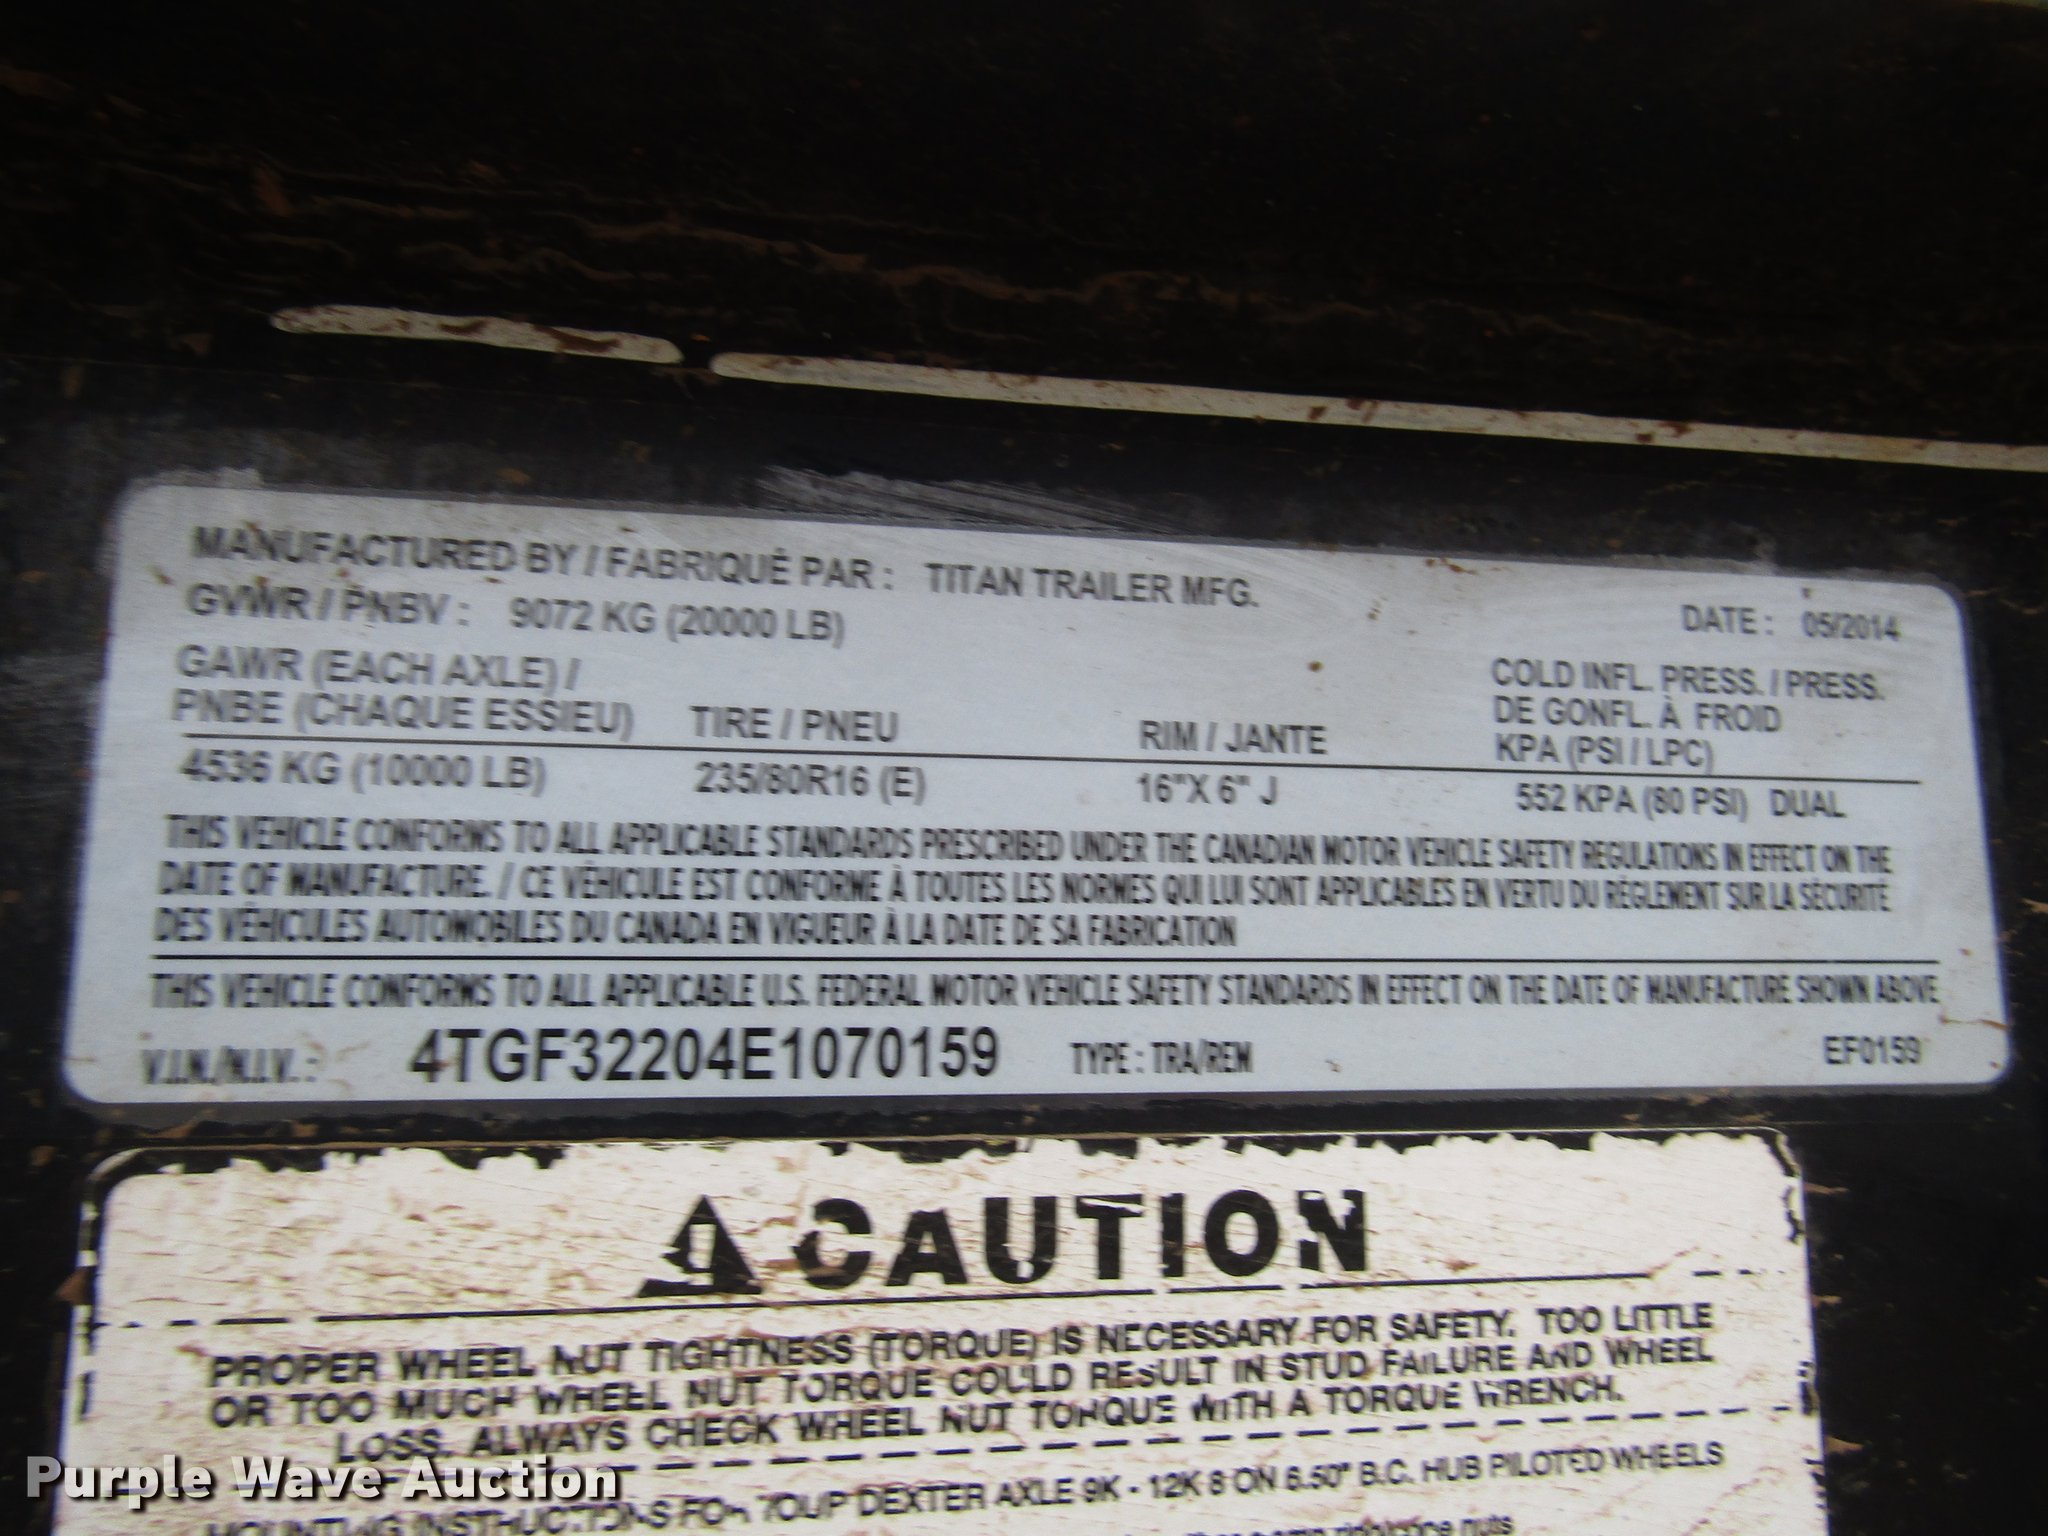 MANUFACTURED BY / FABRIQUÉ PAR : TITAN TRAILER MFG.
GVWR / PNBV : 9072 KG (20000 LB)
DATE : 05/2014
GAWR (EACH AXLE) /
PNBE (CHAQUE ESSIEU) TIRE / PNEU RIM / JANTE
COLD INFL. PRESS. / PRESS.
DE GONFL. À FROID
KPA (PSI / LPC)
4536 KG (10000 LB) 235/80R16 (E) 16"X 6" J 552 KPA (80 PSI) DUAL
THIS VEHICLE CONFORMS TO ALL APPLICABLE STANDARDS PRESCRIBED UNDER THE CANADIAN MOTOR VEHICLE SAFETY REGULATIONS IN EFFECT ON THE
DATE OF MANUFACTURE. / CE VÉHICULE EST CONFORME À TOUTES LES NORMES QUI LUI SONT APPLICABLES EN VERTU DU RÈGLEMENT SUR LA SÉCURITÉ
DES VÉHICULES AUTOMOBILES DU CANADA EN VIGUEUR À LA DATE DE SA FABRICATION
THIS VEHICLE CONFORMS TO ALL APPLICABLE U.S. FEDERAL MOTOR VEHICLE SAFETY STANDARDS IN EFFECT ON THE DATE OF MANUFACTURE SHOWN ABOVE
V.I.N./N.I.V. : 4TGF32204E1070159 TYPE : TRA/REM EF0159
CAUTION
PROPER WHEEL NUT TIGHTNESS (TORQUE) IS NECESSARY FOR SAFETY. TOO LITTLE
OR TOO MUCH WHEEL NUT TORQUE COULD RESULT IN STUD FAILURE AND WHEEL
LOSS. ALWAYS CHECK WHEEL NUT TORQUE WITH A TORQUE WRENCH.
MOUNTING INSTRUCTIONS FOR YOUR DEXTER AXLE 9K - 12K 8 ON 6.50" B.C. HUB PILOTED WHEELS
nuts
Purple Wave Auction